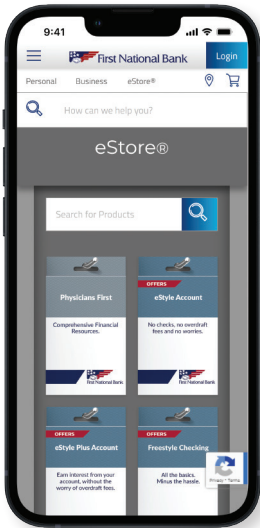 9:41
First National Bank
Login
Personal Business eStore®
How can we help you?
eStore®
Search for Products
Physicians First
Comprehensive Financial
Resources.
First National Bank
OFFERS
eStyle Account
No checks, no overdraft
fees and no worries.
First National Bank
OFFERS
eStyle Plus Account
Earn interest from your
account, without the
worry of overdraft fees.
OFFERS
Freestyle Checking
All the basics.
Minus the hassle.
Privacy - Terms